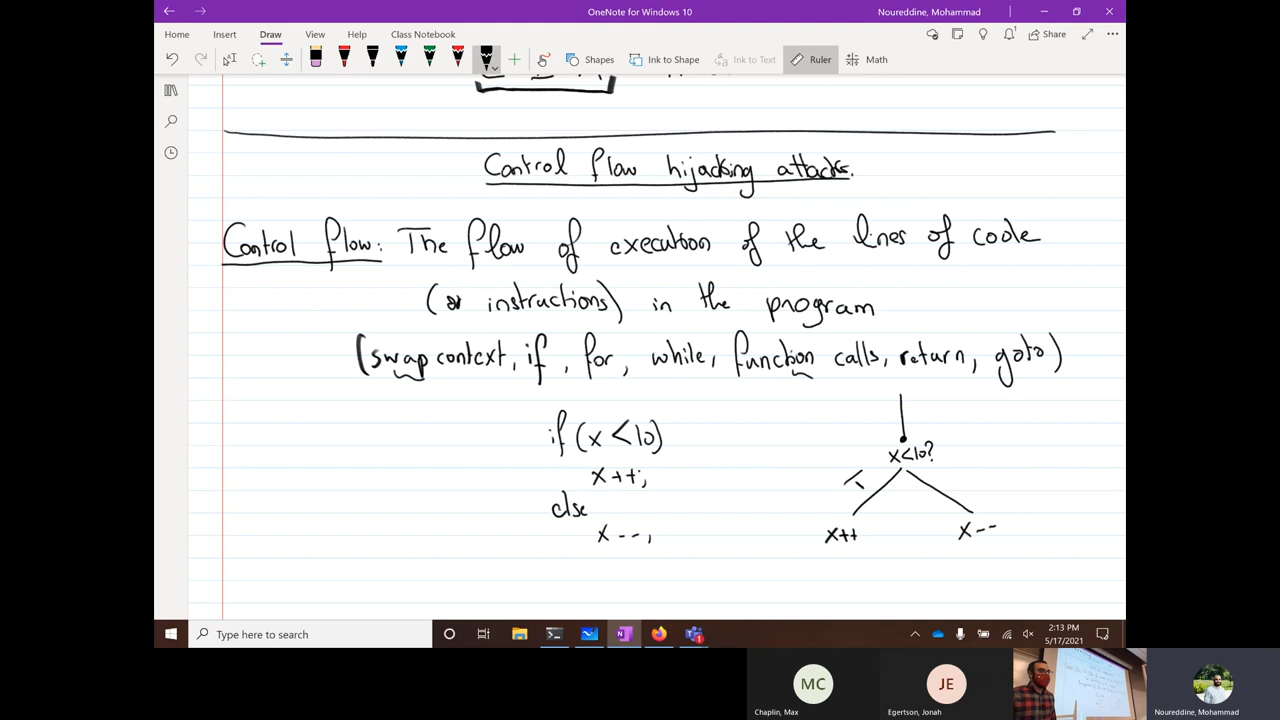 OneNote for Windows 10
Noureddine, Mohammad
Home Insert Draw View Help Class Notebook
Share
Shapes Ink to Shape Ink to Text Ruler Math
Control flow hijacking attacks.
Control flow: The flow of execution of the lines of code
(or instructions) in the program
(swap context, if, for, while, function calls, return, goto)
if (x <10)
x ++;
else
x --;
x<10?
T
x++
x--
Type here to search
2:13 PM
5/17/2021
MC
Chaplin, Max
JE
Egertson, Jonah
Noureddine, Mohammad